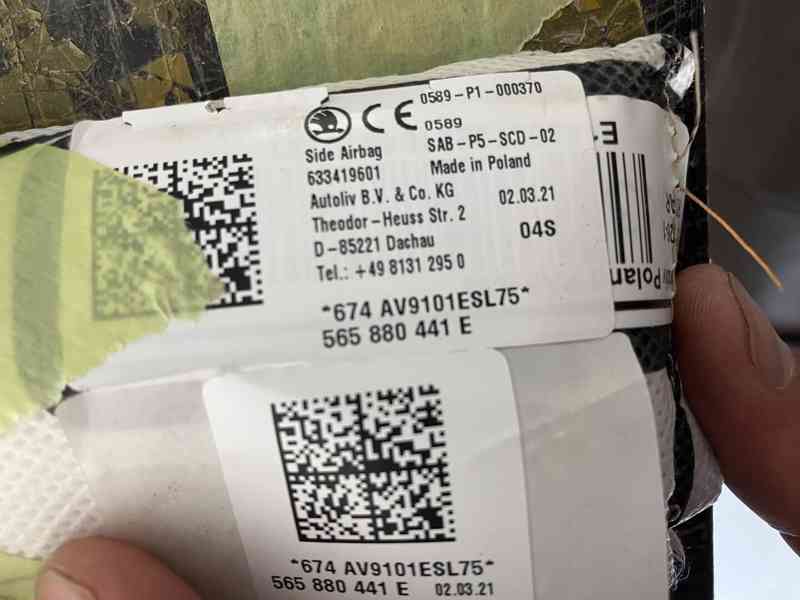 CE 0589-P1-000370
0589
Side Airbag SAB-P5-SCD-02
633419601 Made in Poland
Autoliv B.V. & Co. KG
Theodor-Heuss Str. 2 02.03.21
D-85221 Dachau 04S
Tel.: +49 8131 295 0
*674 AV9101ESL75*
565 880 441 E
*674 AV9101ESL75*
565 880 441 E 02.03.21